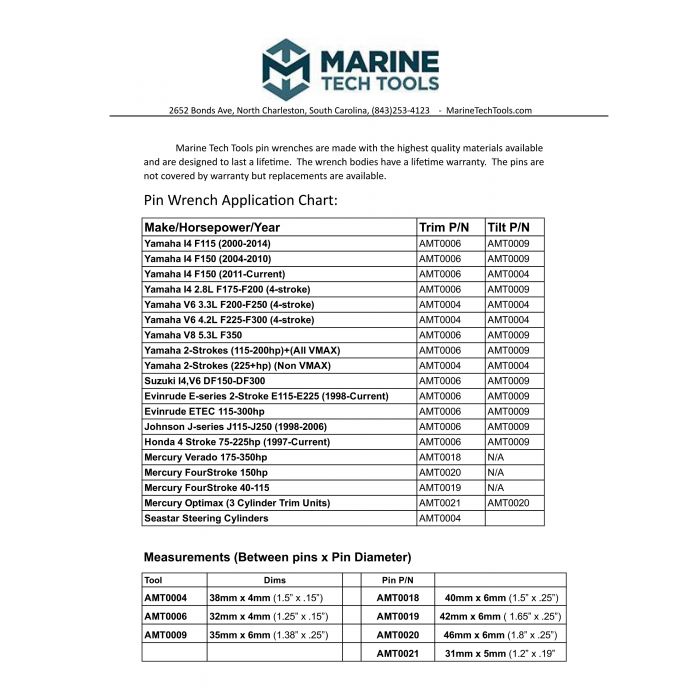 MARINE
TECH TOOLS
2652 Bonds Ave, North Charleston, South Carolina, (843)253-4123 - MarineTechTools.com
Marine Tech Tools pin wrenches are made with the highest quality materials available
and are designed to last a lifetime. The wrench bodies have a lifetime warranty. The pins are
not covered by warranty but replacements are available.
Pin Wrench Application Chart:
Make/Horsepower/Year Trim P/N Tilt P/N
Yamaha I4 F115 (2000-2014) AMT0006 AMT0009
Yamaha I4 F150 (2004-2010) AMT0006 AMT0009
Yamaha I4 F150 (2011-Current) AMT0006 AMT0004
Yamaha I4 2.8L F175-F200 (4-stroke) AMT0006 AMT0009
Yamaha V6 3.3L F200-F250 (4-stroke) AMT0004 AMT0004
Yamaha V6 4.2L F225-F300 (4-stroke) AMT0004 AMT0004
Yamaha V8 5.3L F350 AMT0006 AMT0009
Yamaha 2-Strokes (115-200hp)+(All VMAX) AMT0006 AMT0009
Yamaha 2-Strokes (225+hp) (Non VMAX) AMT0004 AMT0004
Suzuki I4,V6 DF150-DF300 AMT0006 AMT0009
Evinrude E-series 2-Stroke E115-E225 (1998-Current) AMT0006 AMT0009
Evinrude ETEC 115-300hp AMT0006 AMT0009
Johnson J-series J115-J250 (1998-2006) AMT0006 AMT0009
Honda 4 Stroke 75-225hp (1997-Current) AMT0006 AMT0009
Mercury Verado 175-350hp AMT0018 N/A
Mercury FourStroke 150hp AMT0020 N/A
Mercury FourStroke 40-115 AMT0019 N/A
Mercury Optimax (3 Cylinder Trim Units) AMT0021 AMT0020
Seastar Steering Cylinders AMT0004
Measurements (Between pins x Pin Diameter)
Tool Dims Pin P/N
AMT0004 38mm x 4mm (1.5" x .15") AMT0018 40mm x 6mm (1.5" x .25")
AMT0006 32mm x 4mm (1.25" x .15") AMT0019 42mm x 6mm ( 1.65" x .25")
AMT0009 35mm x 6mm (1.38" x .25") AMT0020 46mm x 6mm (1.8" x .25")
AMT0021 31mm x 5mm (1.2" x .19"